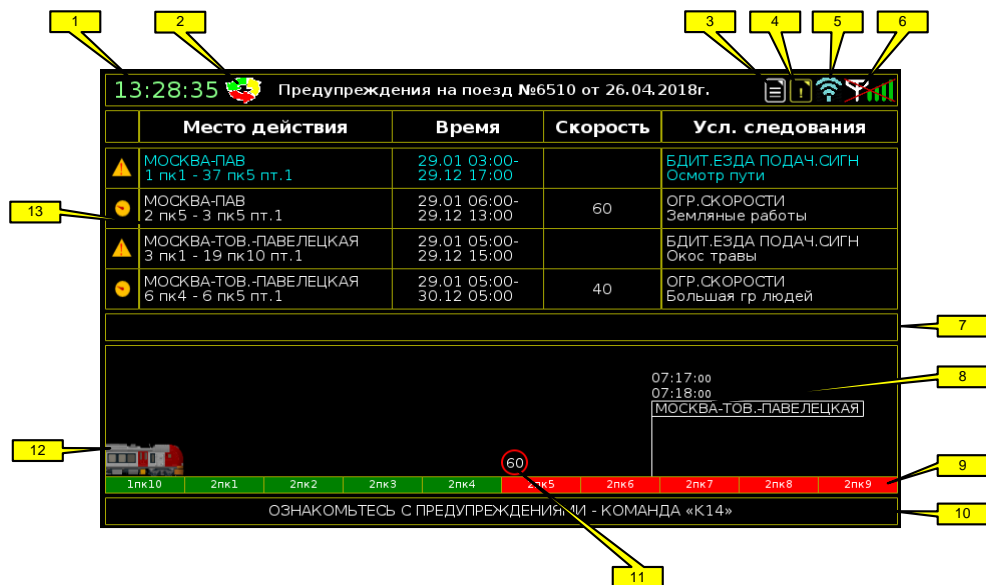 1 2 3 4 5 6
13:28:35 Предупреждения на поезд №6510 от 26.04.2018г.
Место действия Время Скорость Усл. следования
МОСКВА-ПАВ 29.01 03:00- БДИТ.ЕЗДА ПОДАЧ.СИГН
1 пк1 - 37 пк5 пт.1 29.12 17:00 Осмотр пути
13
МОСКВА-ПАВ 29.01 06:00- 60 ОГР.СКОРОСТИ
2 пк5 - 3 пк5 пт.1 29.12 13:00 Земляные работы
МОСКВА-ТОВ.-ПАВЕЛЕЦКАЯ 29.01 05:00- БДИТ.ЕЗДА ПОДАЧ.СИГН
3 пк1 - 19 пк10 пт.1 29.12 15:00 Окос травы
МОСКВА-ТОВ.-ПАВЕЛЕЦКАЯ 29.01 05:00- 40 ОГР.СКОРОСТИ
6 пк4 - 6 пк5 пт.1 30.12 05:00 Большая гр людей
7
07:17:00
8
07:18:00
МОСКВА-ТОВ.-ПАВЕЛЕЦКАЯ
12
60
9
1пк10 2пк1 2пк2 2пк3 2пк4 2пк5 2пк6 2пк7 2пк8 2пк9
ОЗНАКОМЬТЕСЬ С ПРЕДУПРЕЖДЕНИЯМИ - КОМАНДА «К14»
10
11